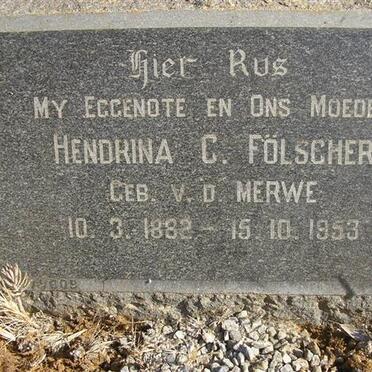 Hier Rus
MY EGGENOTE EN ONS MOEDE
HENDRINA C. FÖLSCHER
GEB. V.D. MERWE
10.3.1882 – 15.10.1953